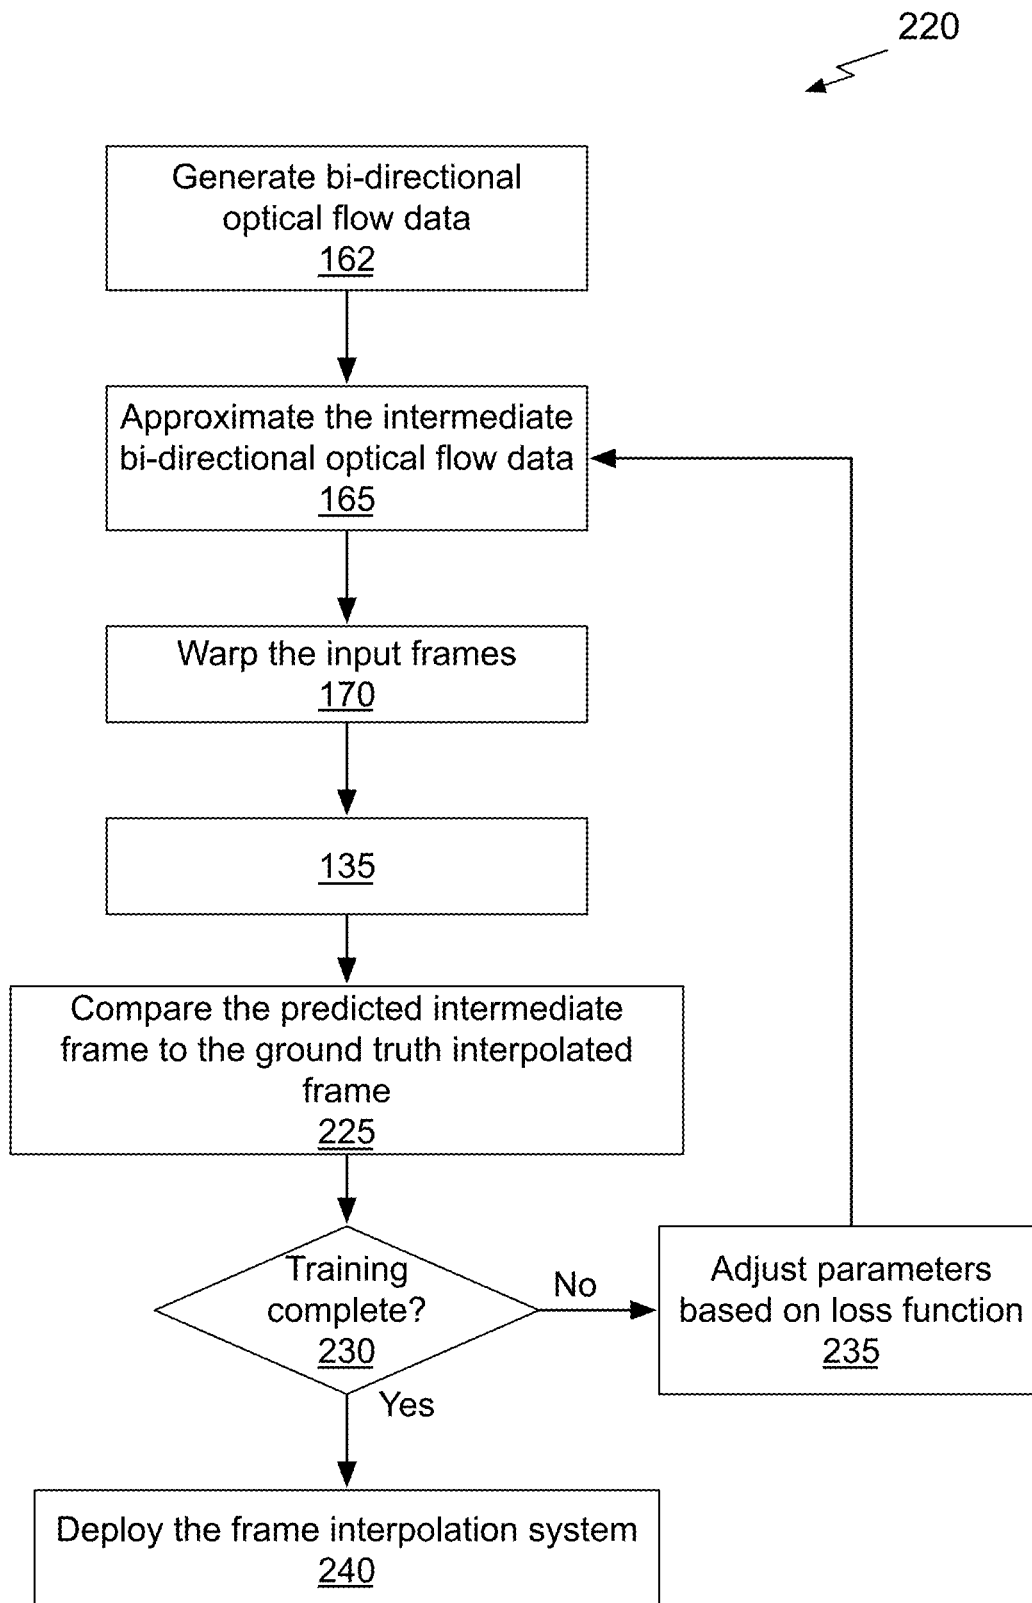 220
Generate bi-directional
optical flow data
162
Approximate the intermediate
bi-directional optical flow data
165
Warp the input frames
170
135
Compare the predicted intermediate
frame to the ground truth interpolated
frame
225
Training
complete?
230
No
Adjust parameters
based on loss function
235
Yes
Deploy the frame interpolation system
240